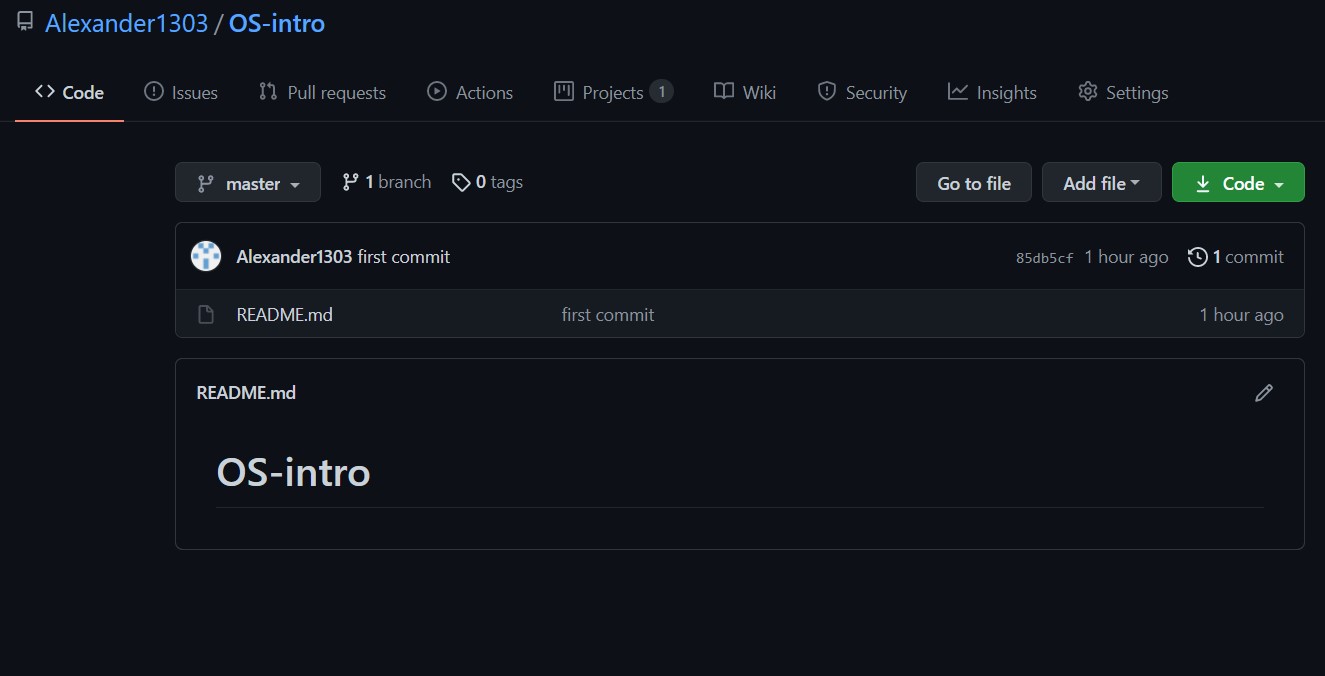 Alexander1303 / OS-intro
Code Issues Pull requests Actions Projects 1 Wiki Security Insights Settings
master 1 branch 0 tags Go to file Add file Code
Alexander1303 first commit 85db5cf 1 hour ago 1 commit
README.md first commit 1 hour ago
README.md
OS-intro